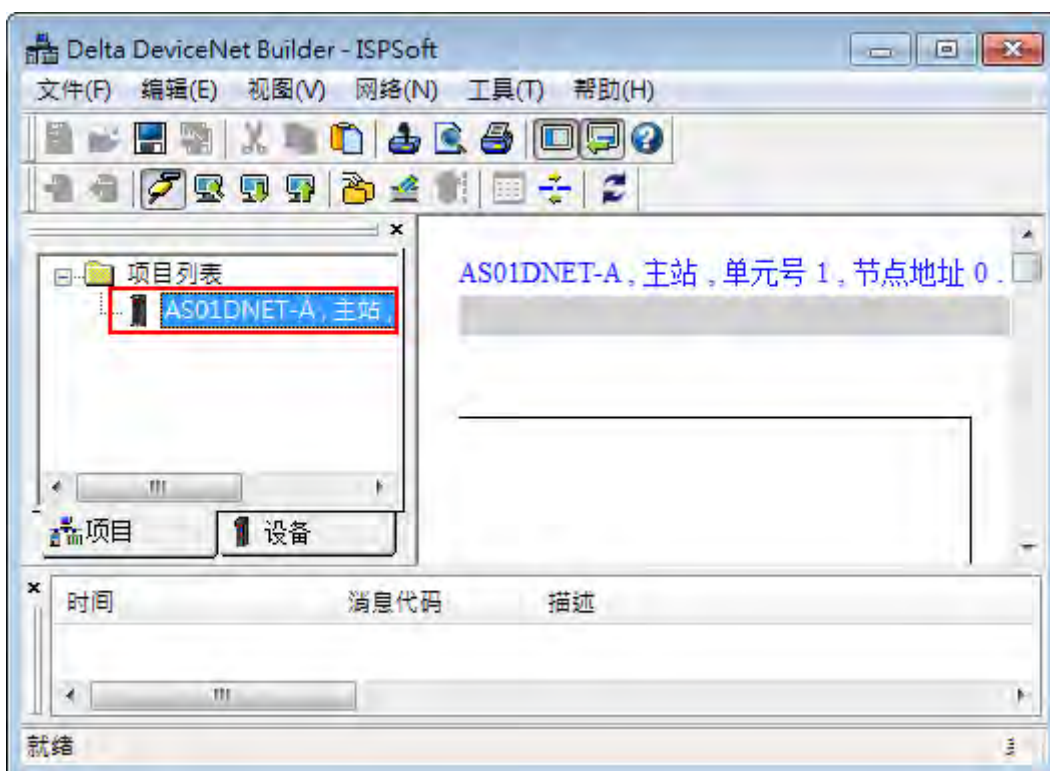 Delta DeviceNet Builder - ISPSoft
文件(F) 编辑(E) 视图(V) 网络(N) 工具(T) 帮助(H)
项目列表
AS01DNET-A , 主站 ,
AS01DNET-A , 主站 , 单元号 1 , 节点地址 0 .
项目 设备
时间 消息代码 描述
就绪